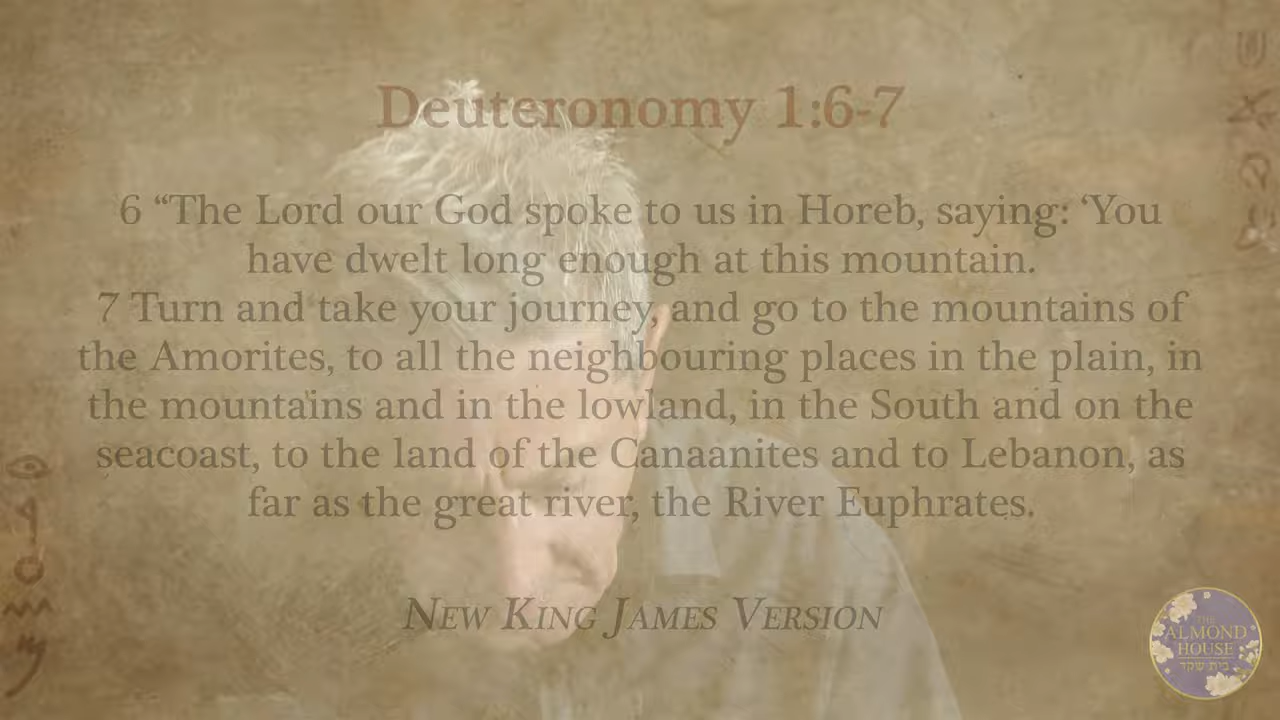 Deuteronomy 1:6-7
6 “The Lord our God spoke to us in Horeb, saying: ‘You
have dwelt long enough at this mountain.
7 Turn and take your journey, and go to the mountains of
the Amorites, to all the neighbouring places in the plain, in
the mountains and in the lowland, in the South and on the
seacoast, to the land of the Canaanites and to Lebanon, as
far as the great river, the River Euphrates.
NEW KING JAMES VERSION
THE
ALMOND
HOUSE
בית שקד